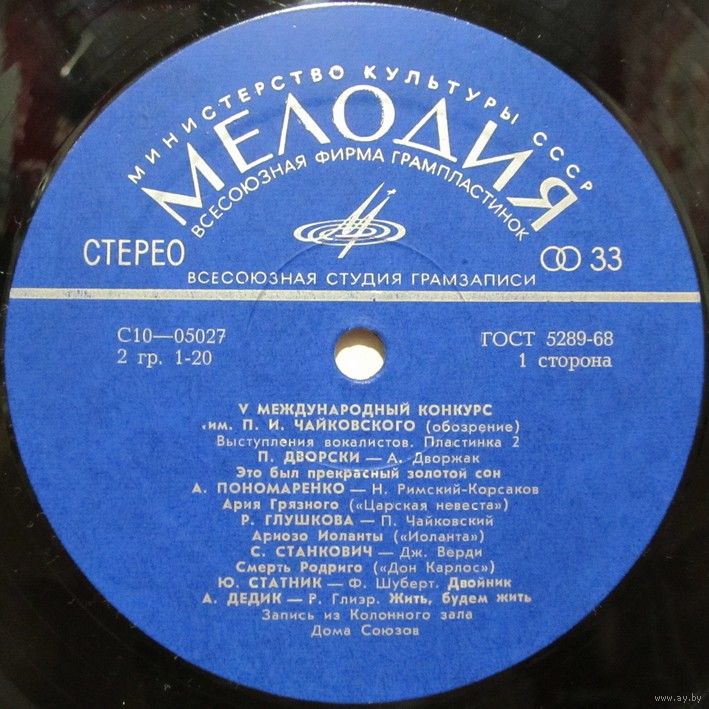 МИНИСТЕРСТВО КУЛЬТУРЫ СССР
МЕЛОДИЯ
ВСЕСОЮЗНАЯ ФИРМА ГРАМПЛАСТИНОК
СТЕРЕО
33
ВСЕСОЮЗНАЯ СТУДИЯ ГРАМЗАПИСИ
С10—05027 ГОСТ 5289-68
2 гр. 1-20 1 сторона
V МЕЖДУНАРОДНЫЙ КОНКУРС
им. П. И. ЧАЙКОВСКОГО (обозрение)
Выступления вокалистов. Пластинка 2
П. ДВОРСКИ — А. Дворжак
Это был прекрасный золотой сон
А. ПОНОМАРЕНКО — Н. Римский-Корсаков
Ария Грязного («Царская невеста»)
Р. ГЛУШКОВА — П. Чайковский
Ариозо Иоланты («Иоланта»)
С. СТАНКОВИЧ — Дж. Верди
Смерть Родриго («Дон Карлос»)
Ю. СТАТНИК — Ф. Шуберт. Двойник
А. ДЕДИК — Р. Глиэр. Жить, будем жить
Запись из Колонного зала
Дома Союзов
www.ay.by